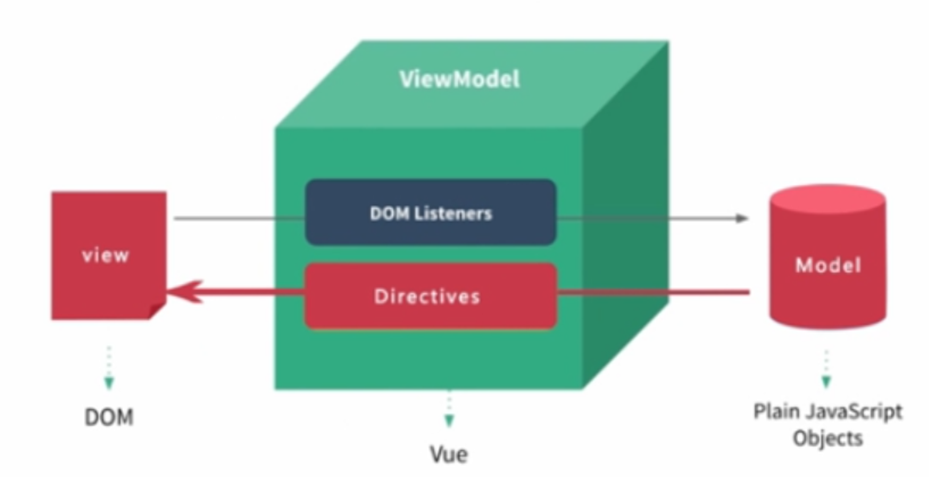 ViewModel
DOM Listeners
view
Model
Directives
DOM
Plain JavaScript
Objects
Vue